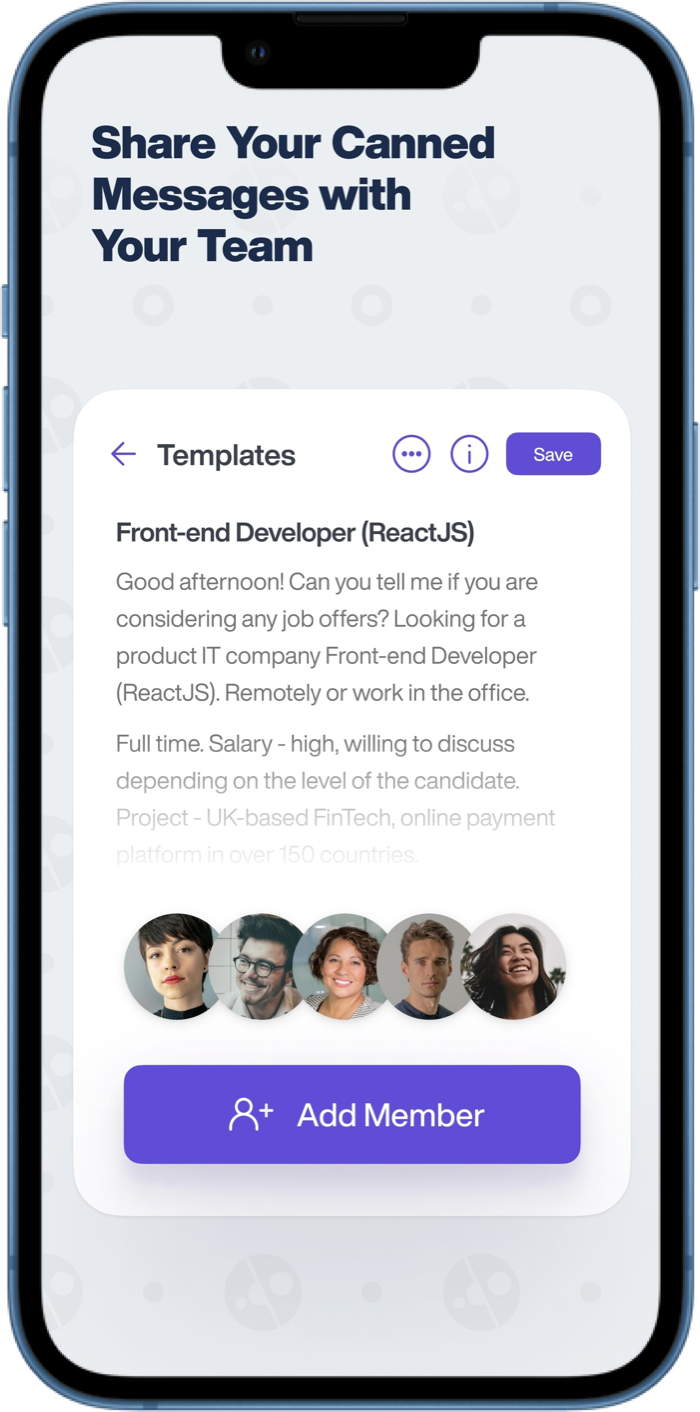 Share Your Canned
Messages with
Your Team
Templates
Save
Front-end Developer (ReactJS)
Good afternoon! Can you tell me if you are
considering any job offers? Looking for a
product IT company Front-end Developer
(ReactJS). Remotely or work in the office.
Full time. Salary - high, willing to discuss
depending on the level of the candidate.
Project - UK-based FinTech, online payment
platform in over 150 countries.
Add Member